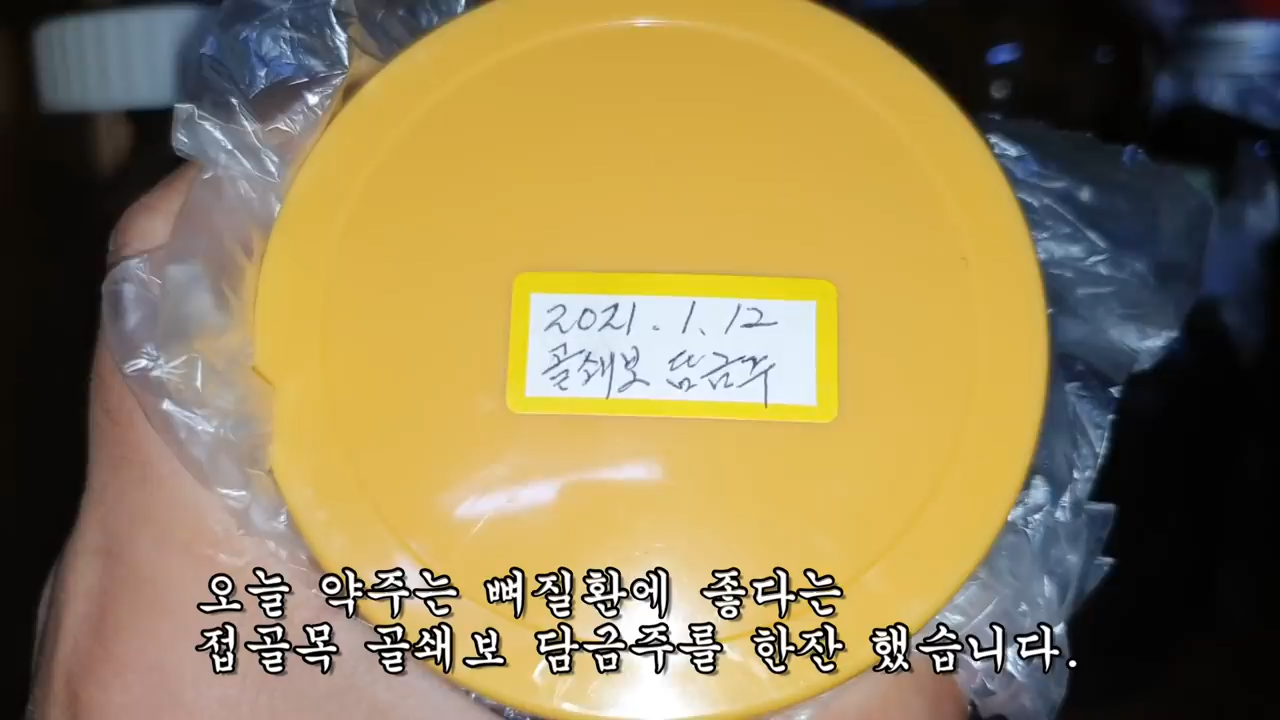 2021.1.12
골쇄보 담금주
오늘 약주는 뼈질환에 좋다는
접골목 골쇄보 담금주를 한잔 했습니다.